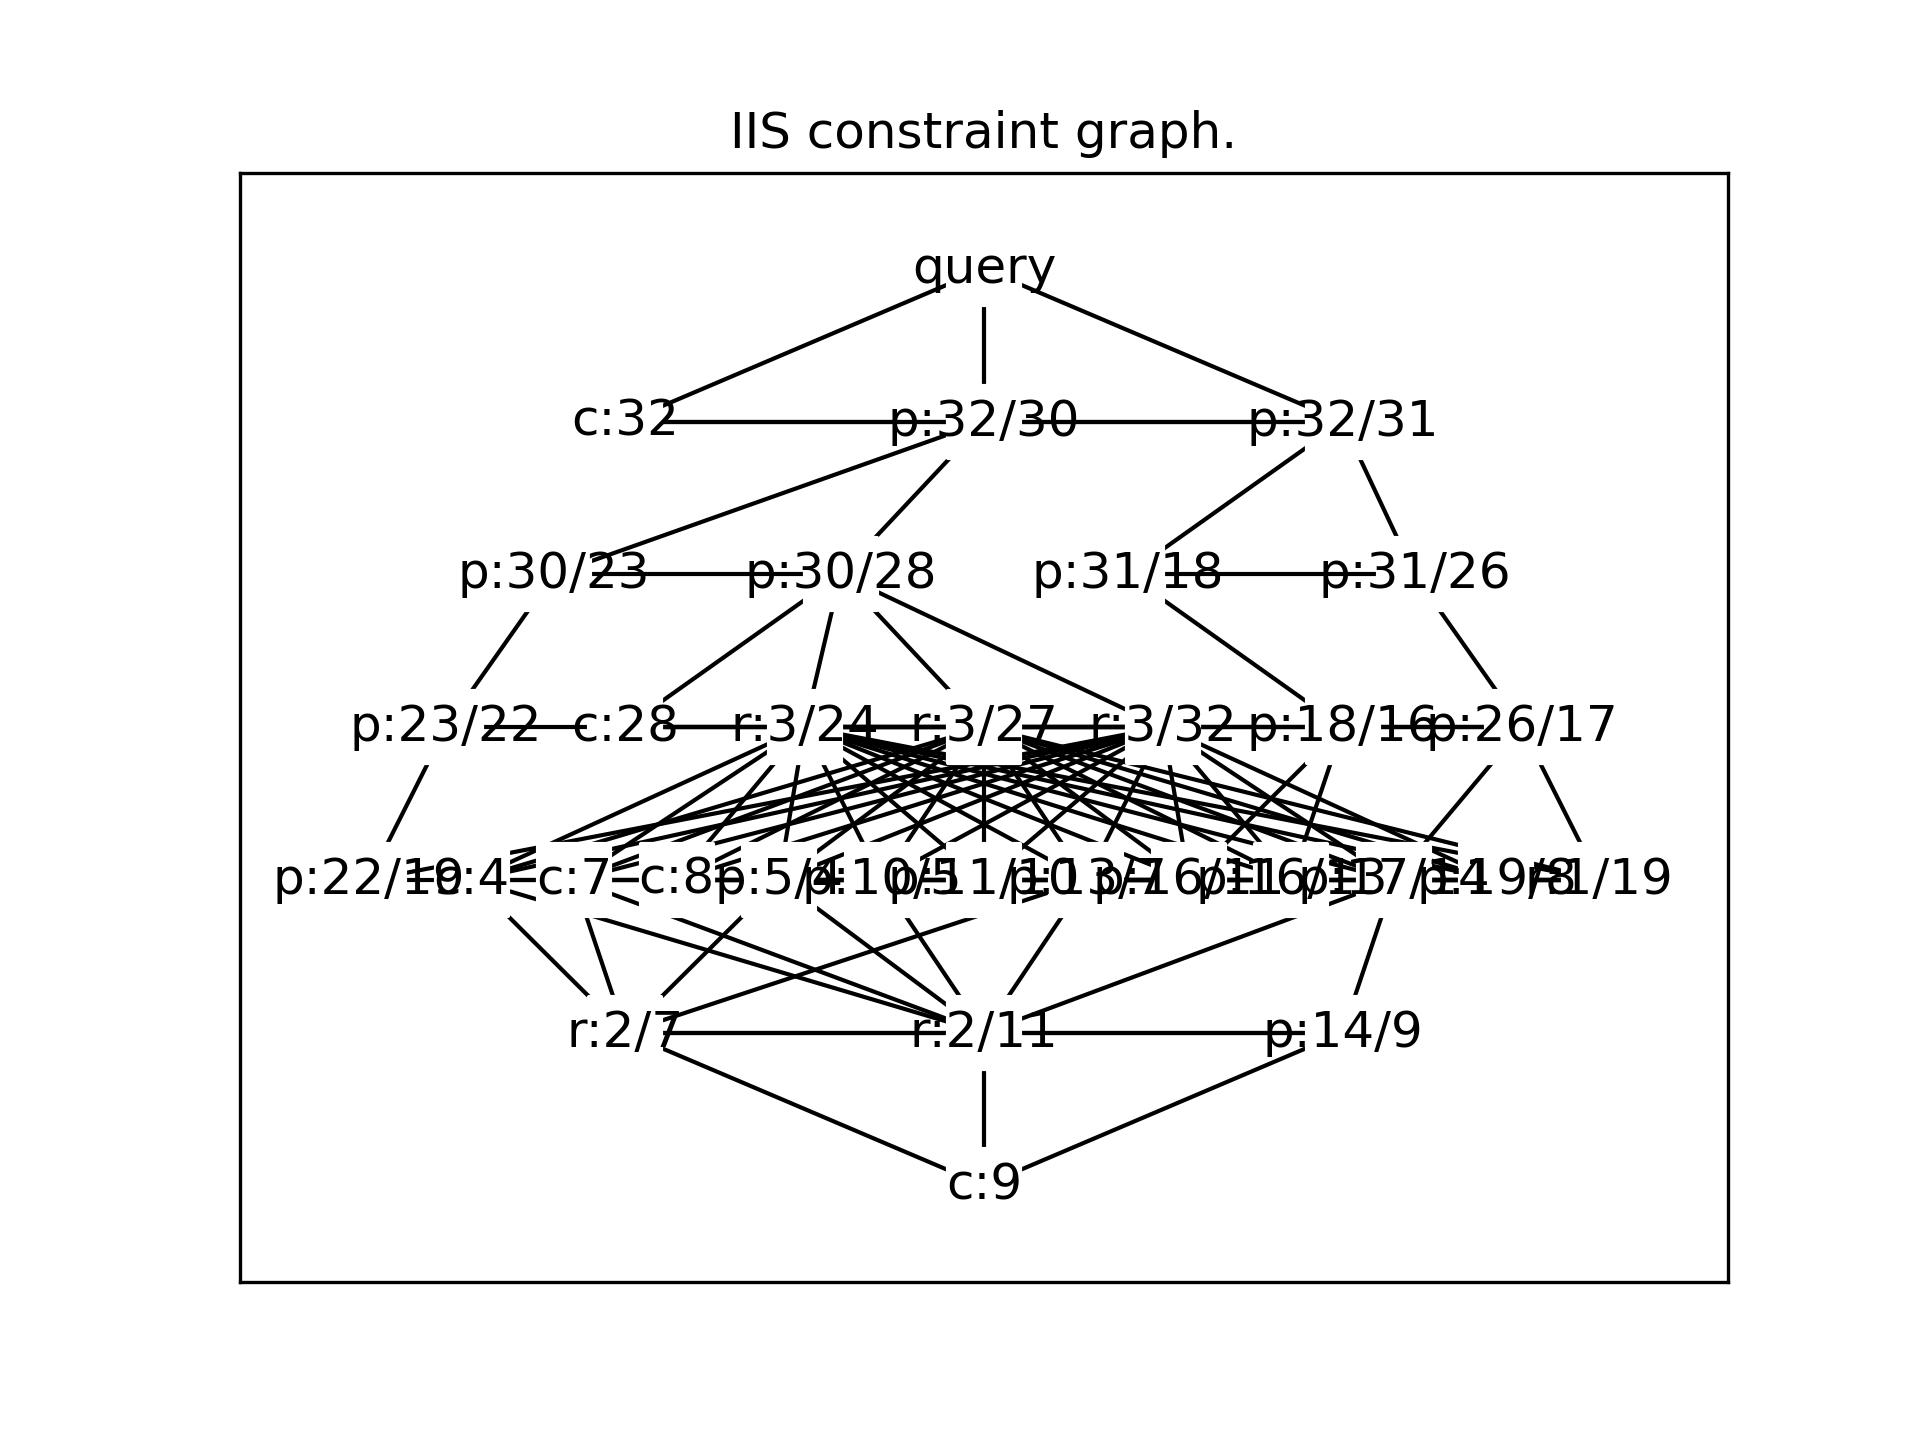 IIS constraint graph.
query
c:32 p:32/30 p:32/31
p:30/23 p:30/28 p:31/18 p:31/26
p:23/22 c:28 r:3/24 r:3/27 r:3/32 p:18/16 p:26/17
p:22/19 c:4 c:7 c:8 p:5/4 p:10/5 p:11/10 p:13/7 p:16/11 p:16/13 p:17/14 p:19/8 r:1/19
r:2/7 r:2/11 p:14/9
c:9